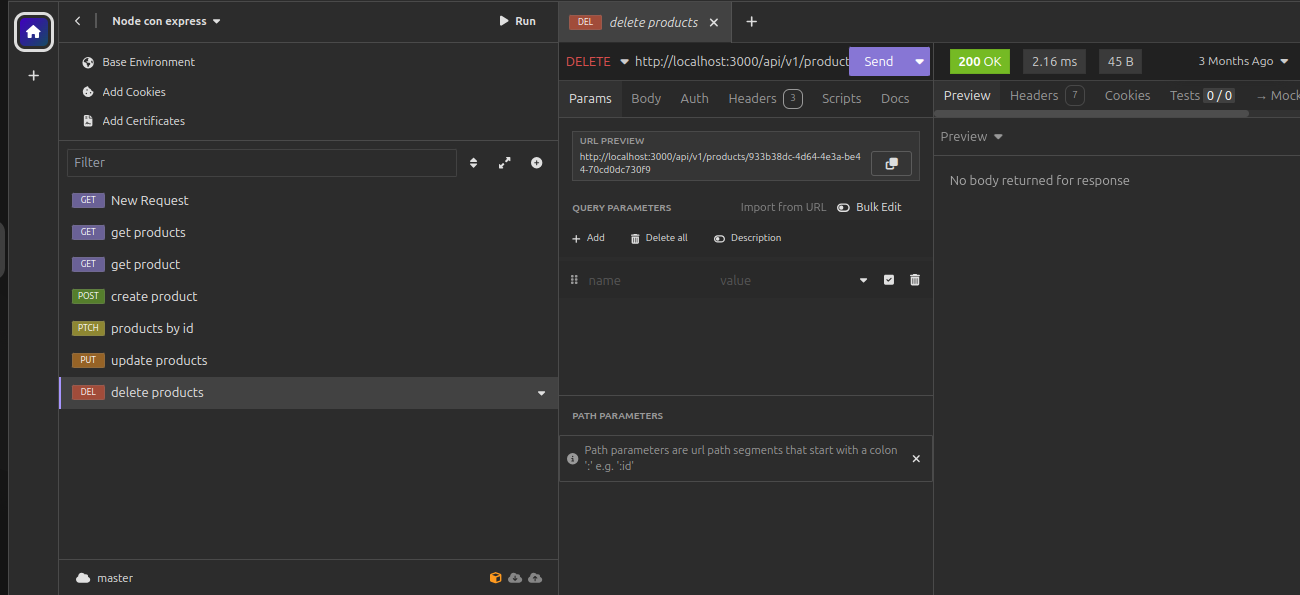 Node con express
Run
Base Environment
Add Cookies
Add Certificates
Filter
GET New Request
GET get products
GET get product
POST create product
PTCH products by id
PUT update products
DEL delete products
master
DEL delete products
DELETE http://localhost:3000/api/v1/product
Send
Params Body Auth Headers 3 Scripts Docs
URL PREVIEW
http://localhost:3000/api/v1/products/933b38dc-4d64-4e3a-be4
4-70cd0dc730f9
QUERY PARAMETERS Import from URL Bulk Edit
Add Delete all Description
name value
PATH PARAMETERS
Path parameters are url path segments that start with a colon
':' e.g. ':id'
200 OK 2.16 ms 45 B 3 Months Ago
Preview Headers 7 Cookies Tests 0 / 0 → Mock
Preview
No body returned for response